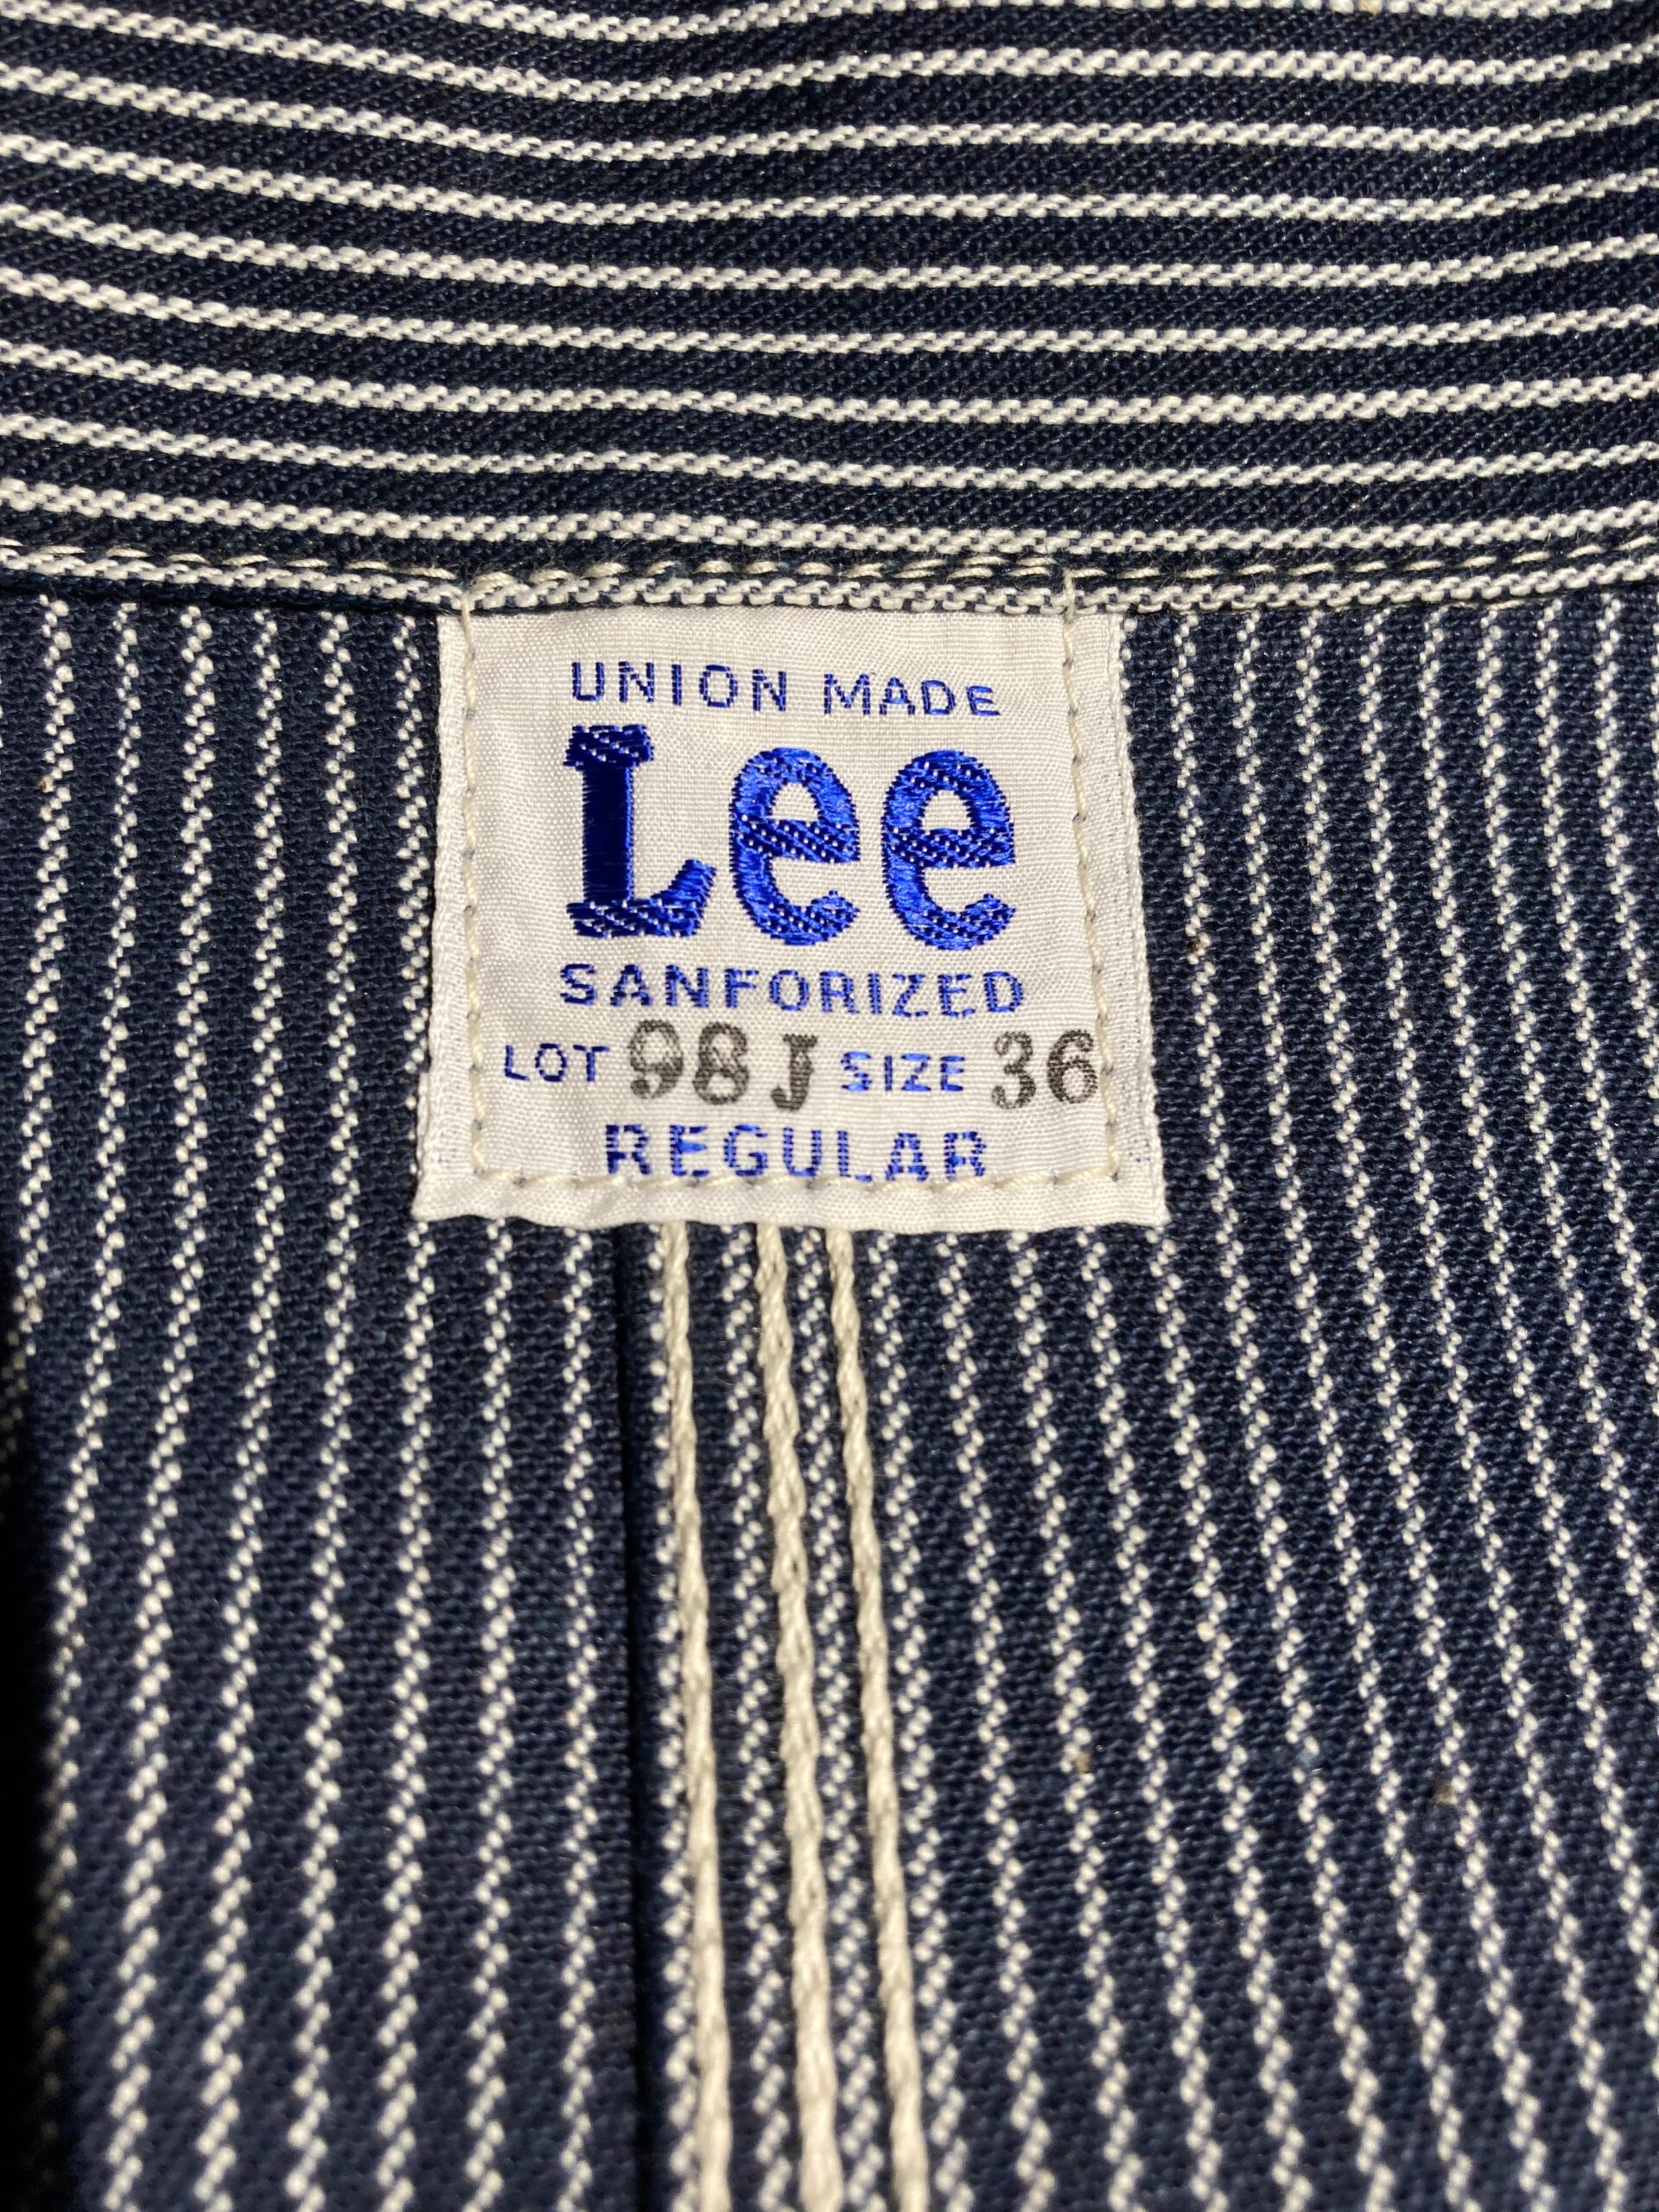 UNION MADE
Lee
SANFORIZED
LOT 98J SIZE 36
REGULAR